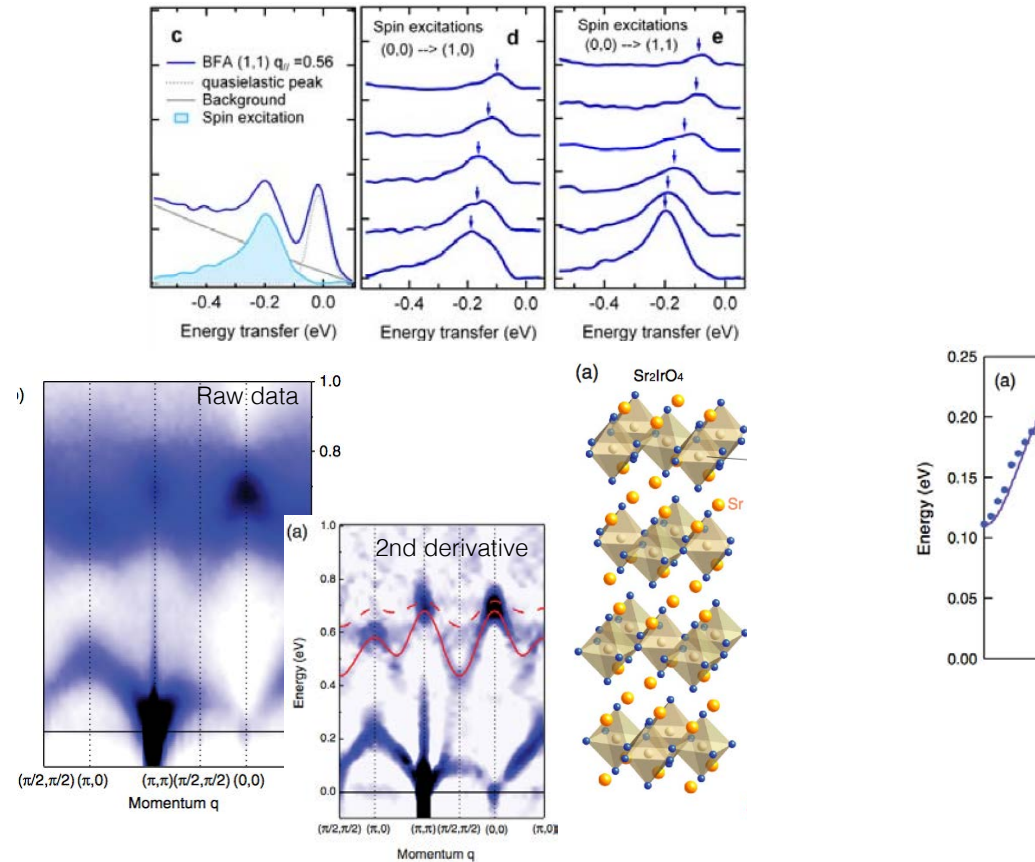 c
BFA (1,1) q// =0.56
quasielastic peak
Background
Spin excitation
-0.4 -0.2 0.0
Energy transfer (eV)
Spin excitations
(0,0) --> (1,0) d
-0.4 -0.2 0.0
Energy transfer (eV)
Spin excitations e
(0,0) --> (1,1)
-0.4 -0.2 0.0
Energy transfer (eV)
)
Raw data
1.0
0.8
(π/2,π/2) (π,0) (π,π) (π/2,π/2) (0,0)
Momentum q
(a)
2nd derivative
1.0
0.8
0.6
0.4
0.2
0.0
Energy (eV)
(π/2,π/2) (π,0) (π,π) (π/2,π/2) (0,0) (π,0)
Momentum q
(a)
Sr2IrO4
Sr
(a)
0.25
0.20
0.15
0.10
0.05
0.00
Energy (eV)